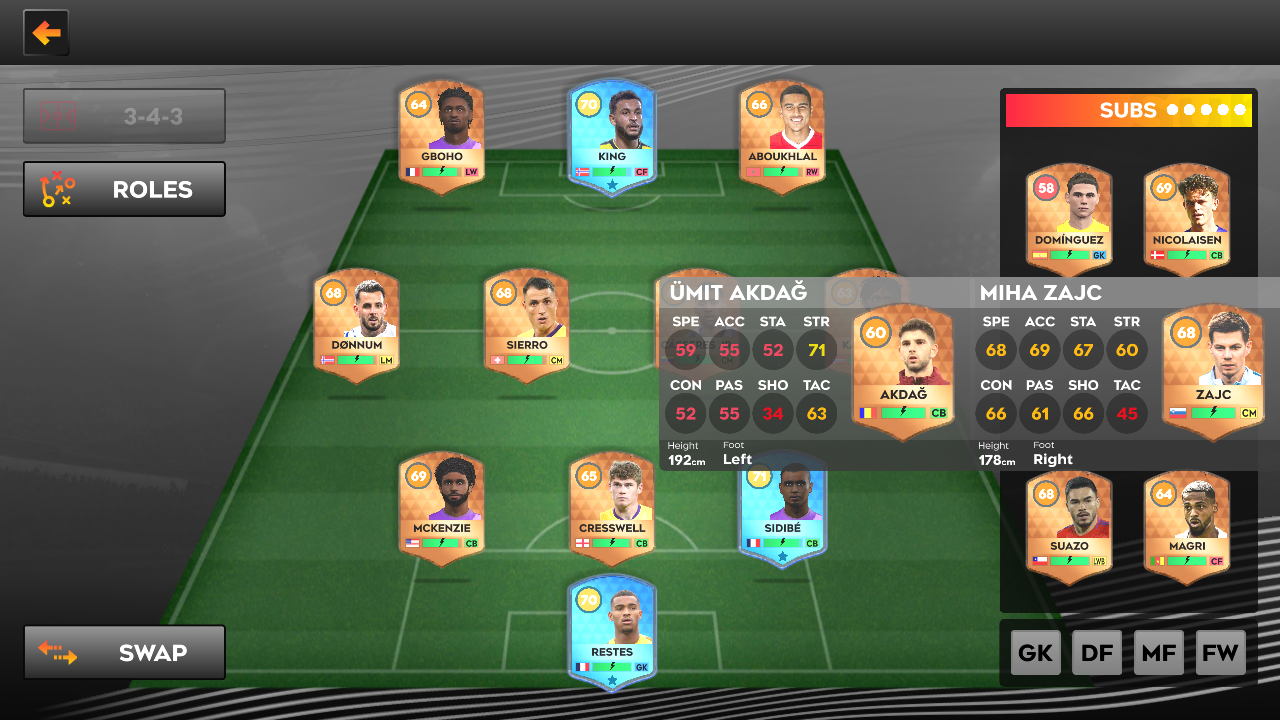 3-4-3
ROLES
SWAP
64
GBOHO
LW
70
KING
CF
66
ABOUKHLAL
RW
68
DØNNUM
LM
68
SIERRO
CM
63
69
MCKENZIE
CB
65
CRESSWELL
CB
71
SIDIBÉ
CB
70
RESTES
GK
SUBS
58
DOMÍNGUEZ
GK
69
NICOLAISEN
CB
ÜMIT AKDAĞ
SPE ACC STA STR
59 55 52 71
CON PAS SHO TAC
52 55 34 63
Height Foot
192cm Left
60
AKDAĞ
CB
MIHA ZAJC
SPE ACC STA STR
68 69 67 60
CON PAS SHO TAC
66 61 66 45
Height Foot
178cm Right
68
ZAJC
CM
68
SUAZO
LWB
64
MAGRI
CF
GK DF MF FW